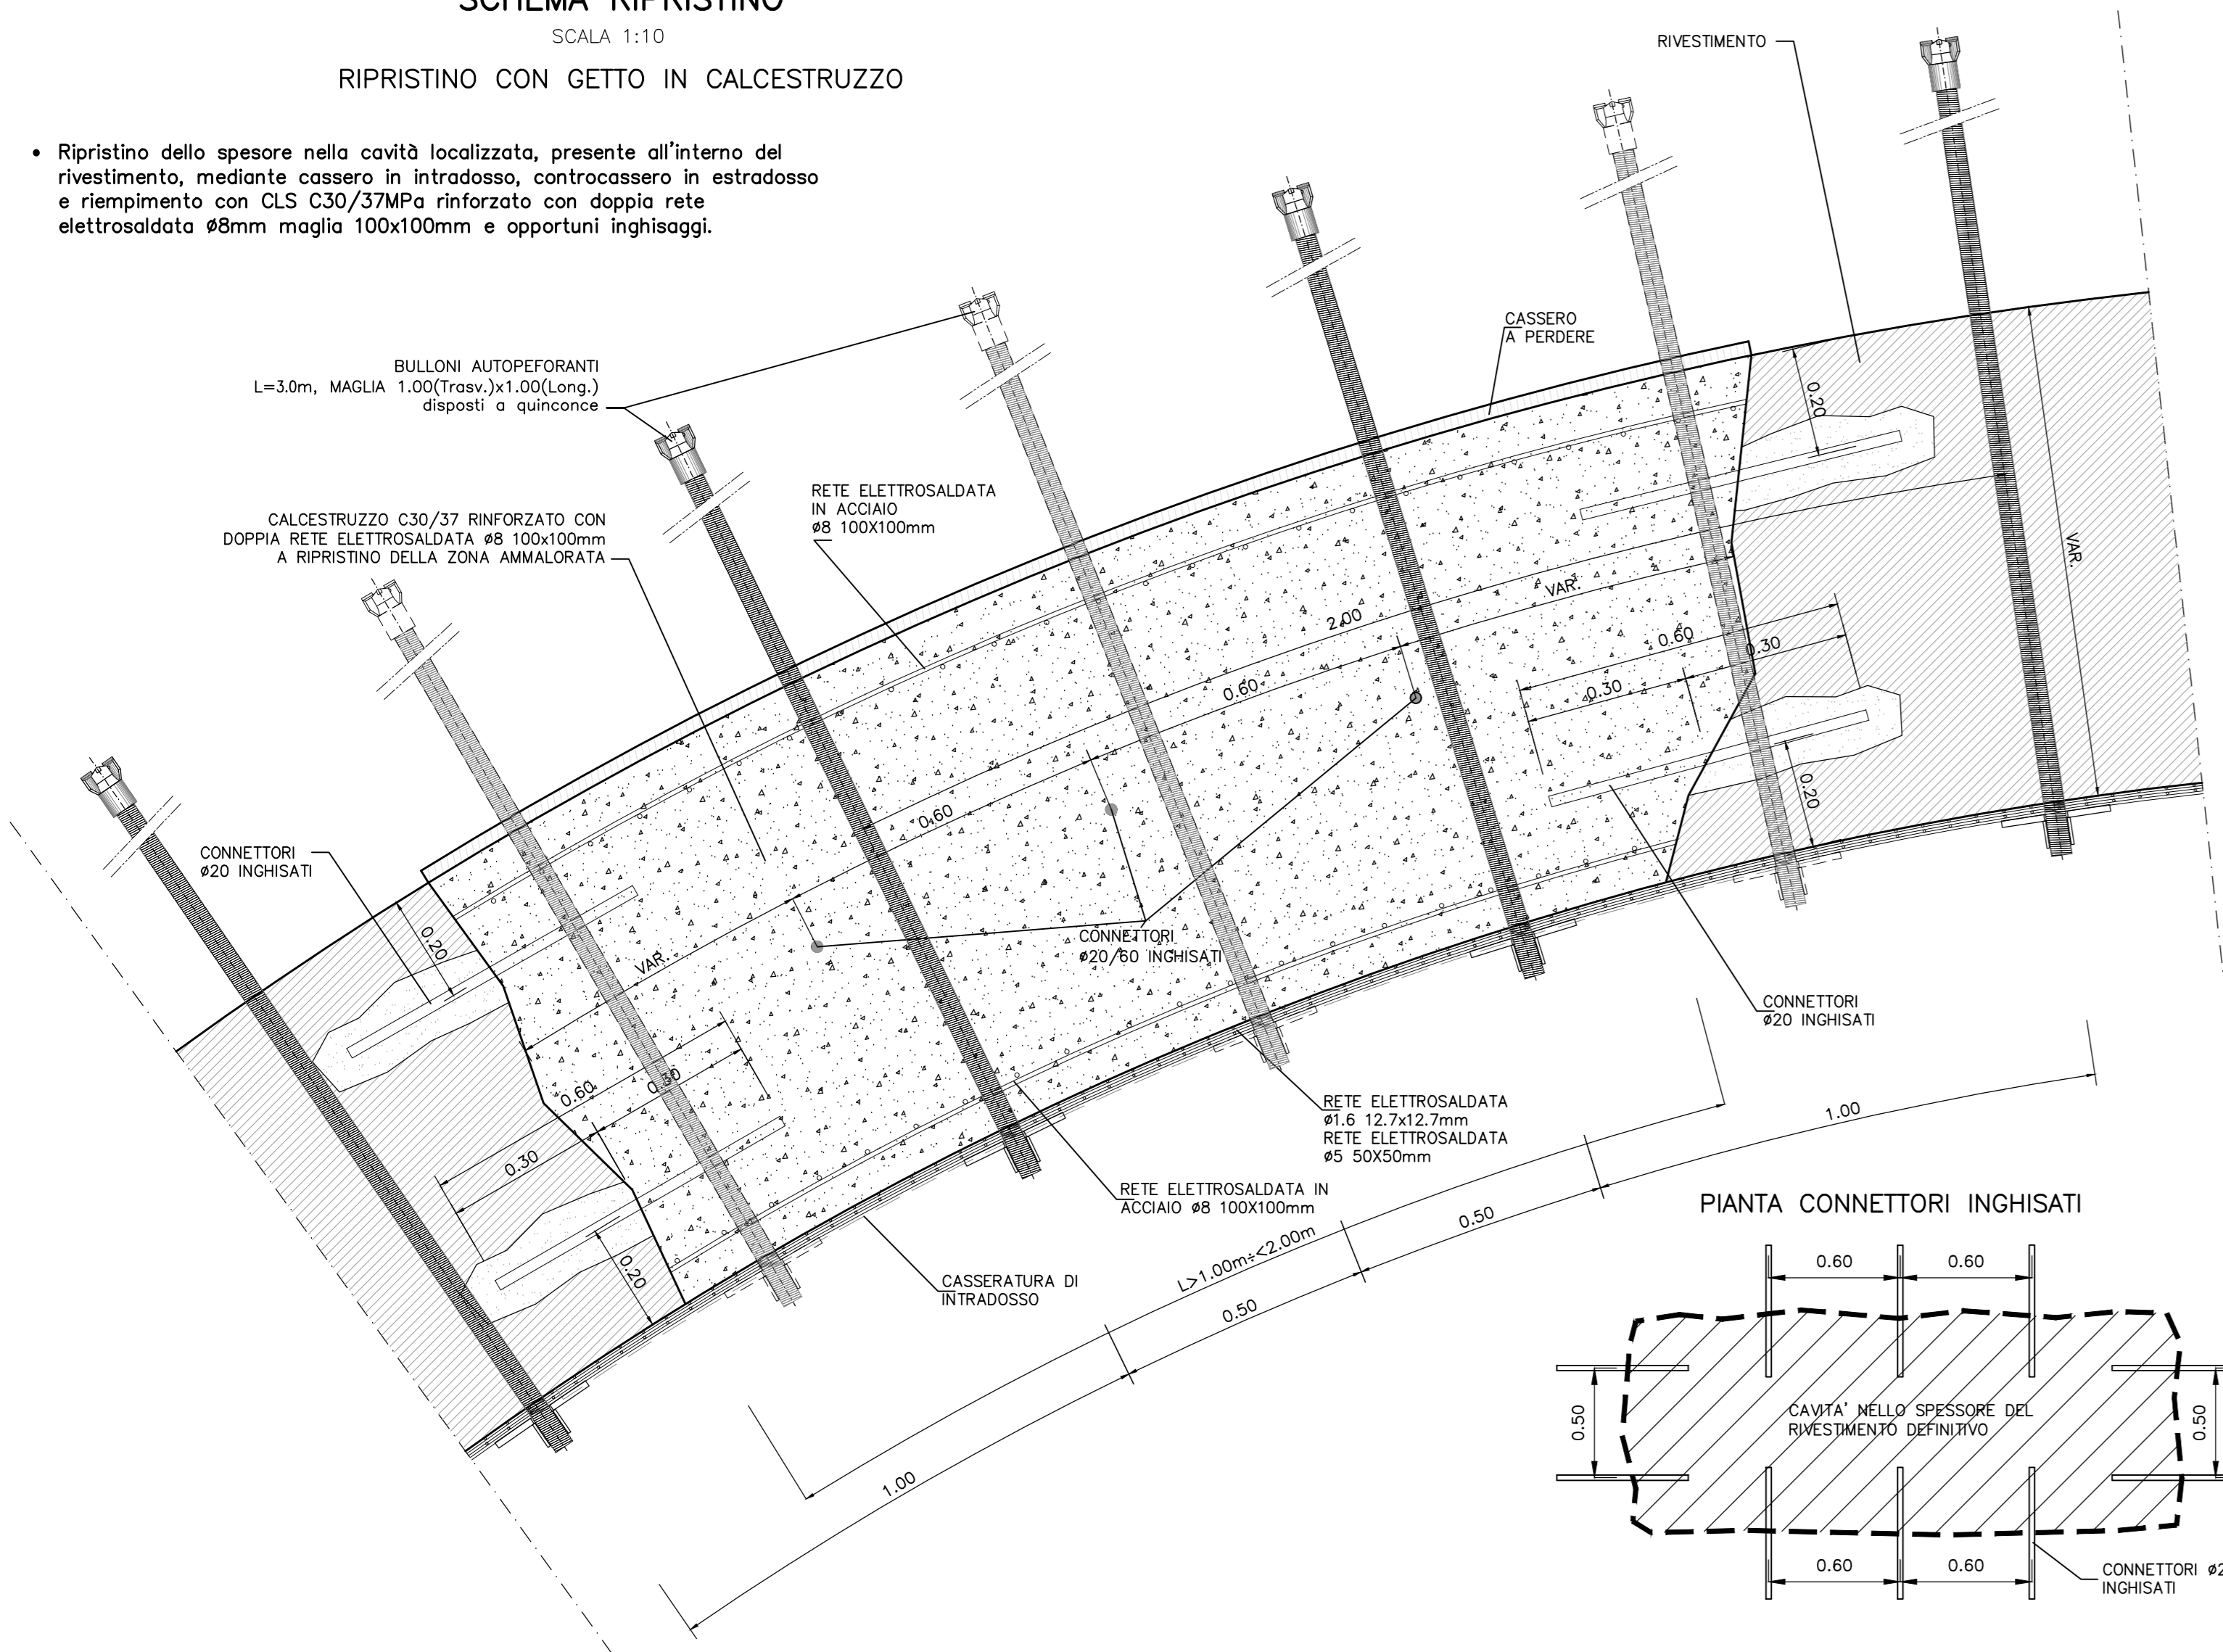 SCHEMA RIPRISTINO
SCALA 1:10
RIPRISTINO CON GETTO IN CALCESTRUZZO
• Ripristino dello spesore nella cavità localizzata, presente all'interno del
rivestimento, mediante cassero in intradosso, controcassero in estradosso
e riempimento con CLS C30/37MPa rinforzato con doppia rete
elettrosaldata ø8mm maglia 100x100mm e opportuni inghisaggi.
RIVESTIMENTO
CASSERO
A PERDERE
BULLONI AUTOPEFORANTI
L=3.0m, MAGLIA 1.00(Trasv.)x1.00(Long.)
disposti a quinconce
RETE ELETTROSALDATA
IN ACCIAIO
ø8 100X100mm
CALCESTRUZZO C30/37 RINFORZATO CON
DOPPIA RETE ELETTROSALDATA ø8 100x100mm
A RIPRISTINO DELLA ZONA AMMALORATA
0.20
VAR.
VAR.
2.00
0.60
0.30
0.60
0.30
0.60
0.20
CONNETTORI
ø20 INGHISATI
0.20
VAR.
CONNETTORI
ø20/60 INGHISATI
CONNETTORI
ø20 INGHISATI
0.60
0.30
0.30
0.20
RETE ELETTROSALDATA
ø1.6 12.7x12.7mm
RETE ELETTROSALDATA
ø5 50X50mm
RETE ELETTROSALDATA IN
ACCIAIO ø8 100X100mm
CASSERATURA DI
INTRADOSSO
1.00
0.50
L>1.00m÷<2.00m
0.50
1.00
PIANTA CONNETTORI INGHISATI
0.60
0.60
0.50
CAVITA' NELLO SPESSORE DEL
RIVESTIMENTO DEFINITIVO
0.50
0.60
0.60
CONNETTORI
INGHISATI